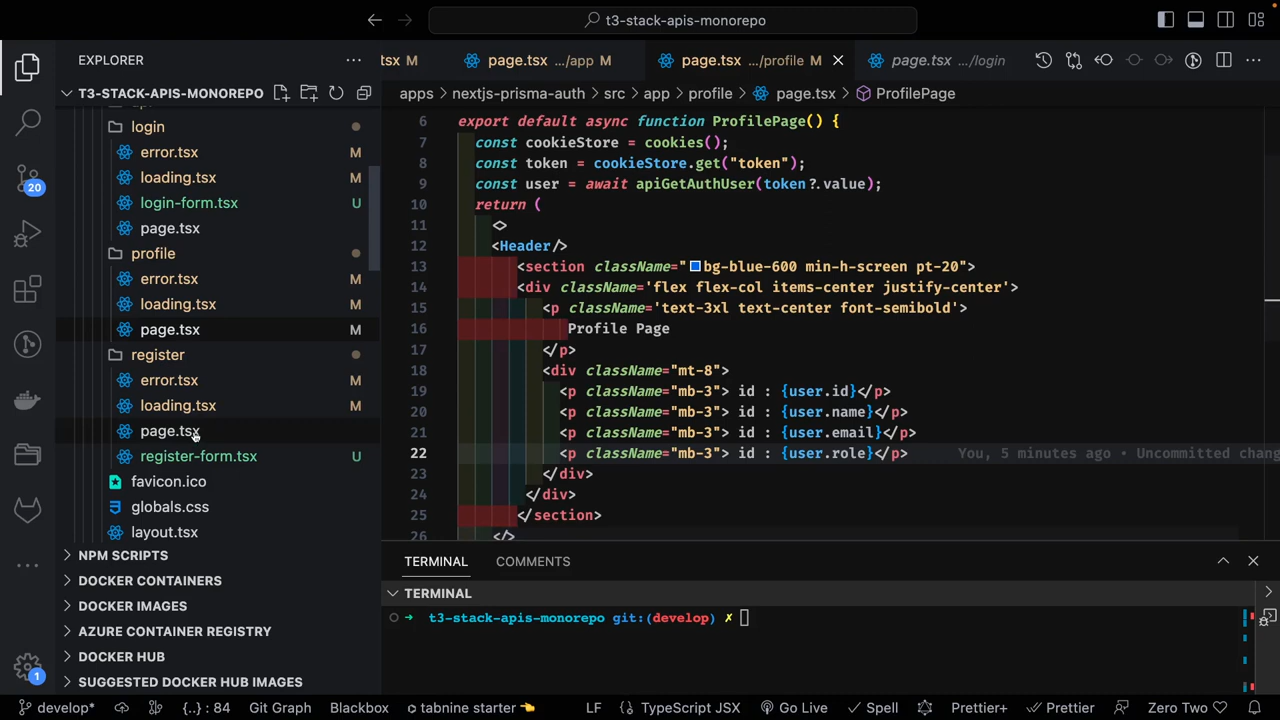 t3-stack-apis-monorepo
EXPLORER
T3-STACK-APIS-MONOREPO
login
error.tsx M
loading.tsx M
login-form.tsx U
page.tsx
profile
error.tsx M
loading.tsx M
page.tsx M
register
error.tsx M
loading.tsx M
page.tsx
register-form.tsx U
favicon.ico
globals.css
layout.tsx
NPM SCRIPTS
DOCKER CONTAINERS
DOCKER IMAGES
AZURE CONTAINER REGISTRY
DOCKER HUB
SUGGESTED DOCKER HUB IMAGES
20
1
tsx M
page.tsx .../app M
page.tsx .../profile M
page.tsx .../login
apps > nextjs-prisma-auth > src > app > profile > page.tsx > ProfilePage
6 export default async function ProfilePage() {
7 const cookieStore = cookies();
8 const token = cookieStore.get("token");
9 const user = await apiGetAuthUser(token?.value);
10 return (
11 <>
12 <Header/>
13 <section className="bg-blue-600 min-h-screen pt-20">
14 <div className='flex flex-col items-center justify-center'>
15 <p className='text-3xl text-center font-semibold'>
16 Profile Page
17 </p>
18 <div className="mt-8">
19 <p className="mb-3"> id : {user.id}</p>
20 <p className="mb-3"> id : {user.name}</p>
21 <p className="mb-3"> id : {user.email}</p>
22 <p className="mb-3"> id : {user.role}</p> You, 5 minutes ago • Uncommitted chang
23 </div>
24 </div>
25 </section>
26 </>
TERMINAL COMMENTS
TERMINAL
t3-stack-apis-monorepo git:(develop) ✗
develop* {..} : 84 Git Graph Blackbox tabnine starter LF TypeScript JSX Go Live Spell Prettier+ Prettier Zero Two